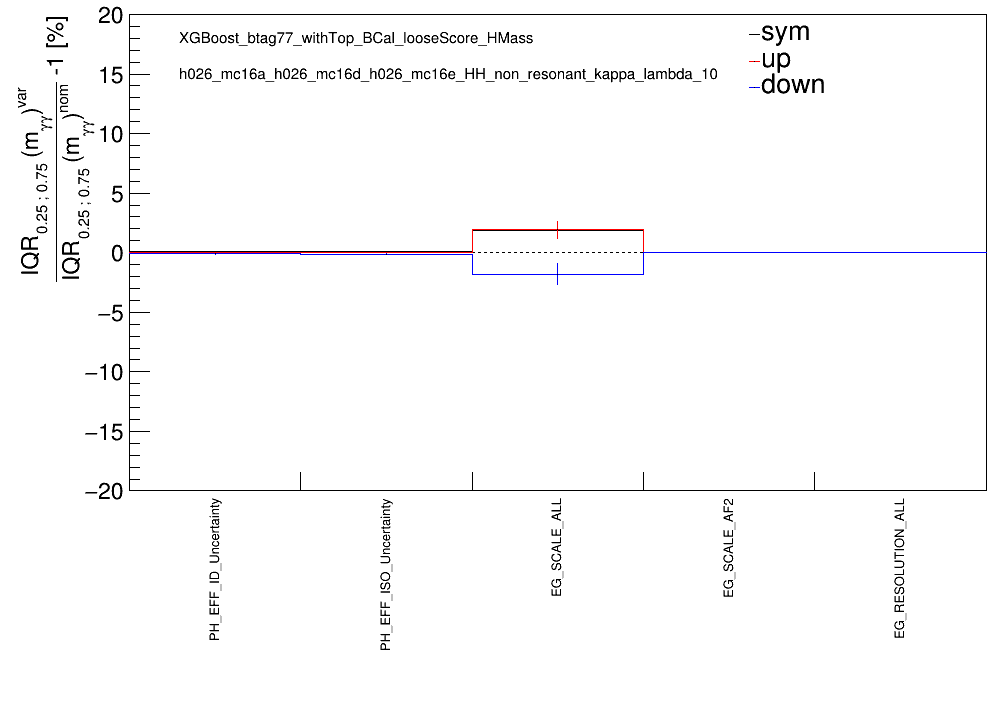 XGBoost_btag77_withTop_BCal_looseScore_HMass
h026_mc16a_h026_mc16d_h026_mc16e_HH_non_resonant_kappa_lambda_10
sym
up
down
IQR0.25 ; 0.75 (mγγ)var
IQR0.25 ; 0.75 (mγγ)nom -1 [%]
20
15
10
5
0
−5
−10
−15
−20
PH_EFF_ID_Uncertainty
PH_EFF_ISO_Uncertainty
EG_SCALE_ALL
EG_SCALE_AF2
EG_RESOLUTION_ALL